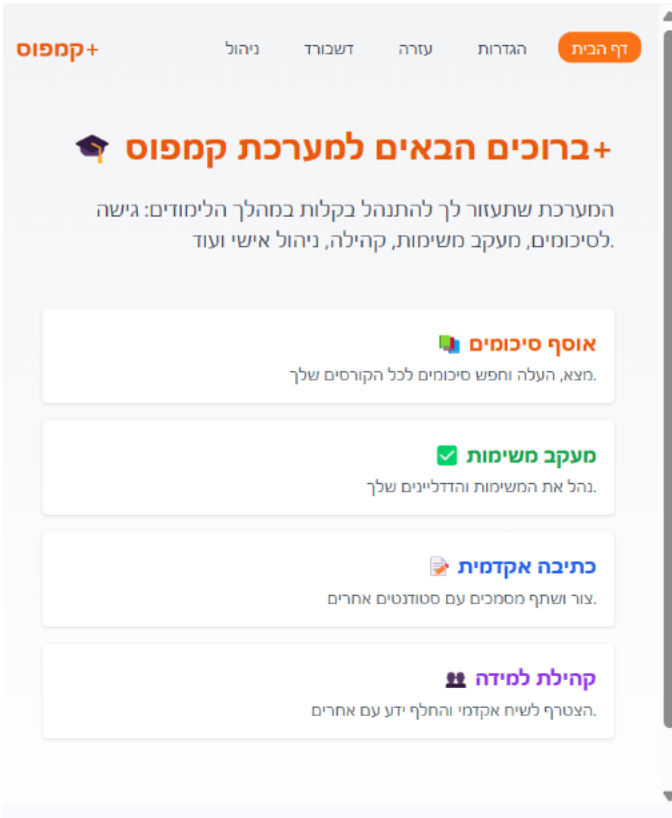 דף הבית
הגדרות
עזרה
דשבורד
ניהול
קמפוס+
ברוכים הבאים למערכת קמפוס+ 🎓
המערכת שתעזור לך להתנהל בקלות במהלך הלימודים: גישה
לסיכומים, מעקב משימות, קהילה, ניהול אישי ועוד.
אוסף סיכומים 📚
מצא, העלה וחפש סיכומים לכל הקורסים שלך.
מעקב משימות ✅
נהל את המשימות והדדליינים שלך.
כתיבה אקדמית 📝
צור ושתף מסמכים עם סטודנטים אחרים.
קהילת למידה 👥
הצטרף לשיח אקדמי והחלף ידע עם אחרים.